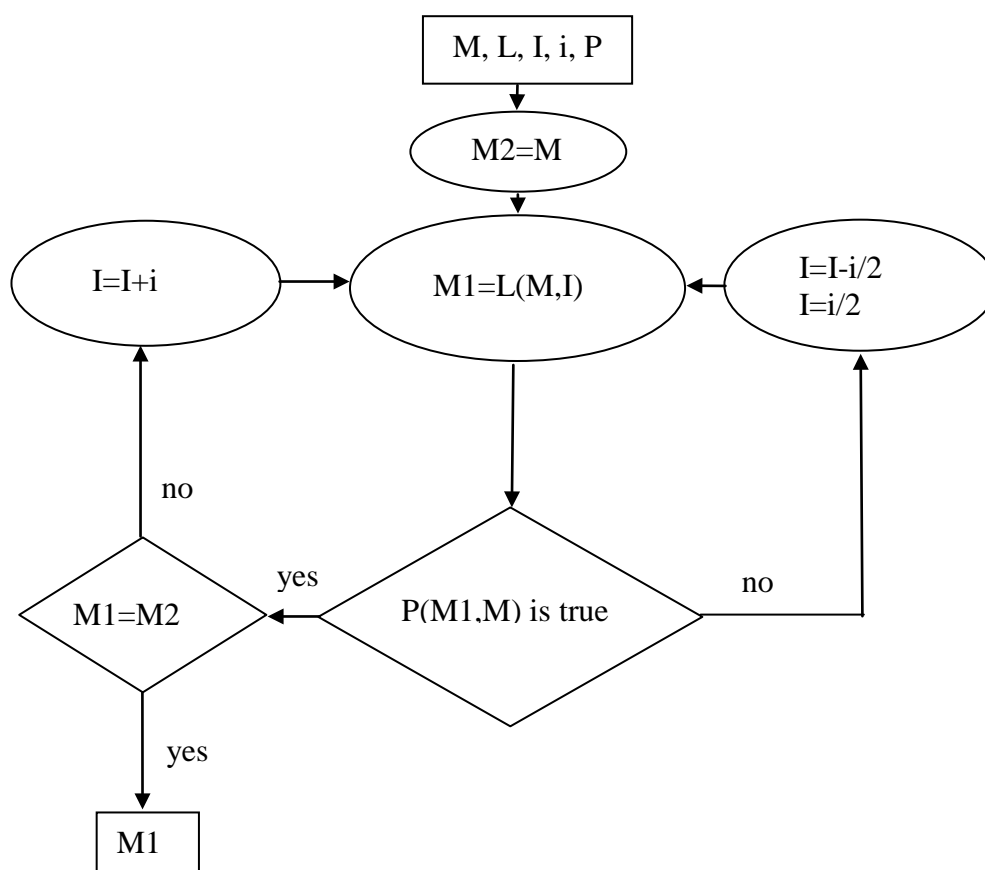 M, L, I, i, P
M2=M
I=I+i
M1=L(M,I)
I=I-i/2
I=i/2
no
yes
no
M1=M2
P(M1,M) is true
yes
M1